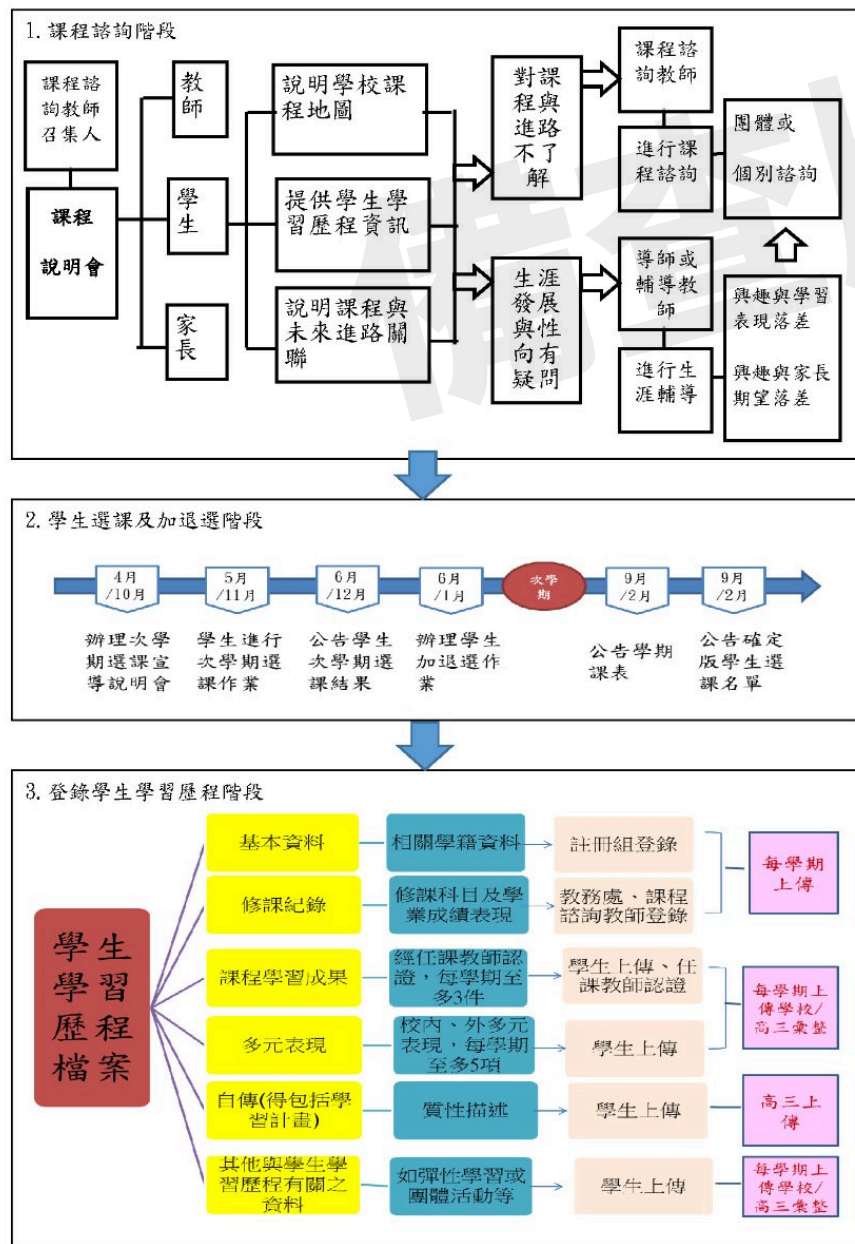 1. 課程諮詢階段
課程諮
詢教師
召集人
課程
說明會
教
師
學
生
家
長
說明學校課
程地圖
提供學生學
習歷程資訊
說明課程與
未來進路關
聯
對課
程與
進路
不了
解
生涯
發展
與性
向有
疑問
課程諮
詢教師
進行課
程諮詢
導師或
輔導教
師
進行生
涯輔導
團體或
個別諮詢
興趣與學習
表現落差
興趣與家長
期望落差
備查
2. 學生選課及加退選階段
4月
/10月
5月
/11月
6月
/12月
6月
/1月
次學
期
9月
/2月
9月
/2月
辦理次學
期選課宣
導說明會
學生進行
次學期選
課作業
公告學生
次學期選
課結果
辦理學生
加退選作
業
公告學期
課表
公告確定
版學生選
課名單
3. 登錄學生學習歷程階段
學生
學習
歷程
檔案
基本資料
相關學籍資料
註冊組登錄
修課紀錄
修課科目及學
業成績表現
教務處、課程
諮詢教師登錄
每學期
上傳
課程學習成果
經任課教師認
證，每學期至
多3件
學生上傳、任
課教師認證
多元表現
校內、外多元
表現，每學期
至多5項
學生上傳
每學期上
傳學校/
高三彙整
自傳(得包括學
習計畫)
質性描述
學生上傳
高三上
傳
其他與學生學
習歷程有關之
資料
如彈性學習或
團體活動等
學生上傳
每學期上
傳學校/
高三彙整